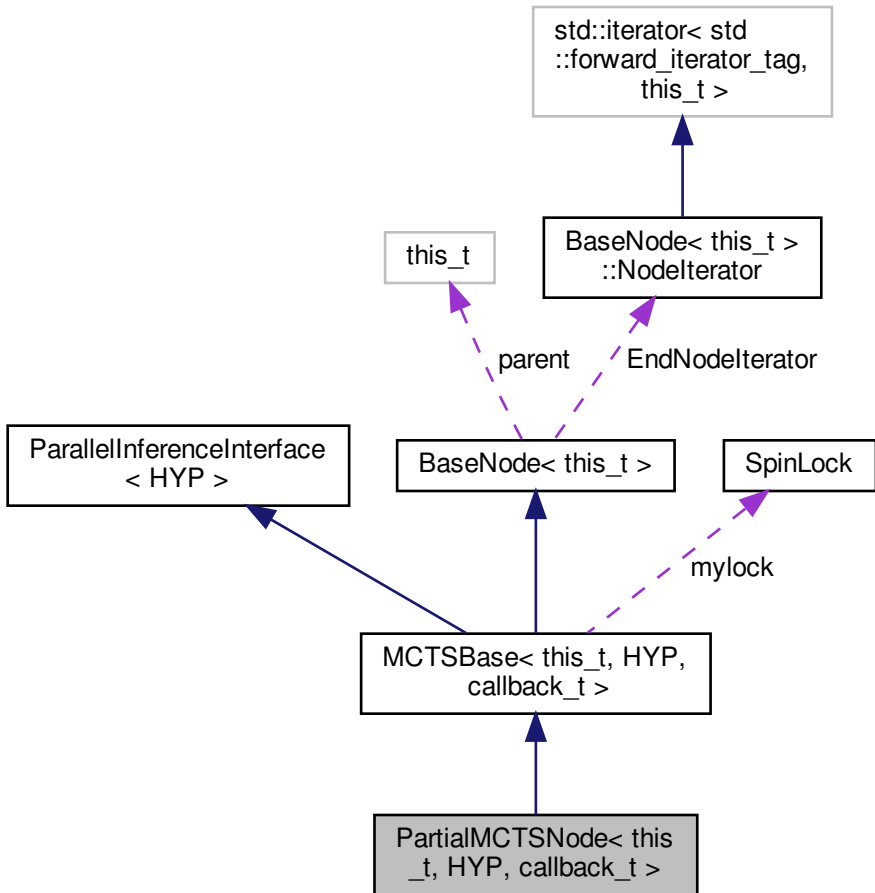 std::iterator< std
::forward_iterator_tag,
this_t >
BaseNode< this_t >
::NodeIterator
this_t
parent
EndNodeIterator
ParallelInferenceInterface
< HYP >
BaseNode< this_t >
SpinLock
mylock
MCTSBase< this_t, HYP,
callback_t >
PartialMCTSNode< this
_t, HYP, callback_t >